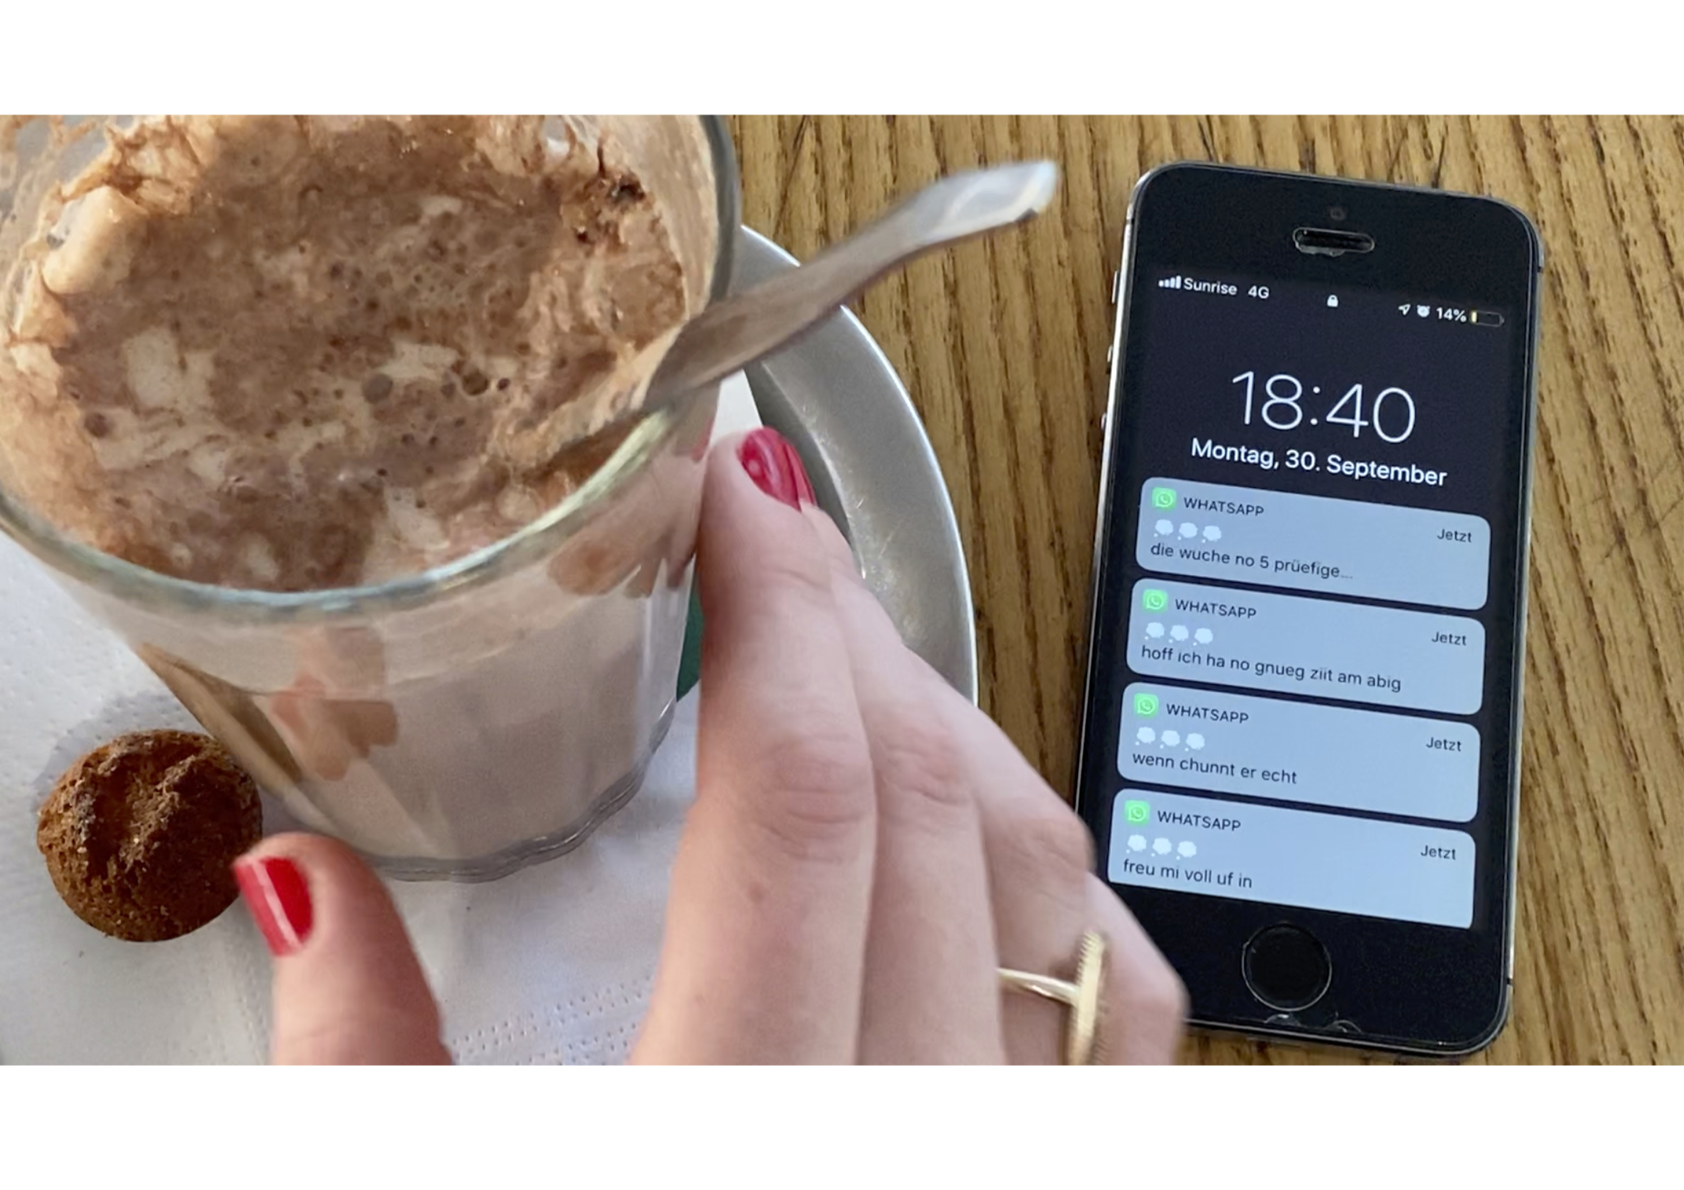 Sunrise 4G 14%
18:40
Montag, 30. September
WHATSAPP Jetzt
die wuche no 5 prüefige...
WHATSAPP Jetzt
hoff ich ha no gnueg ziit am abig
WHATSAPP Jetzt
wenn chunnt er echt
WHATSAPP Jetzt
freu mi voll uf in